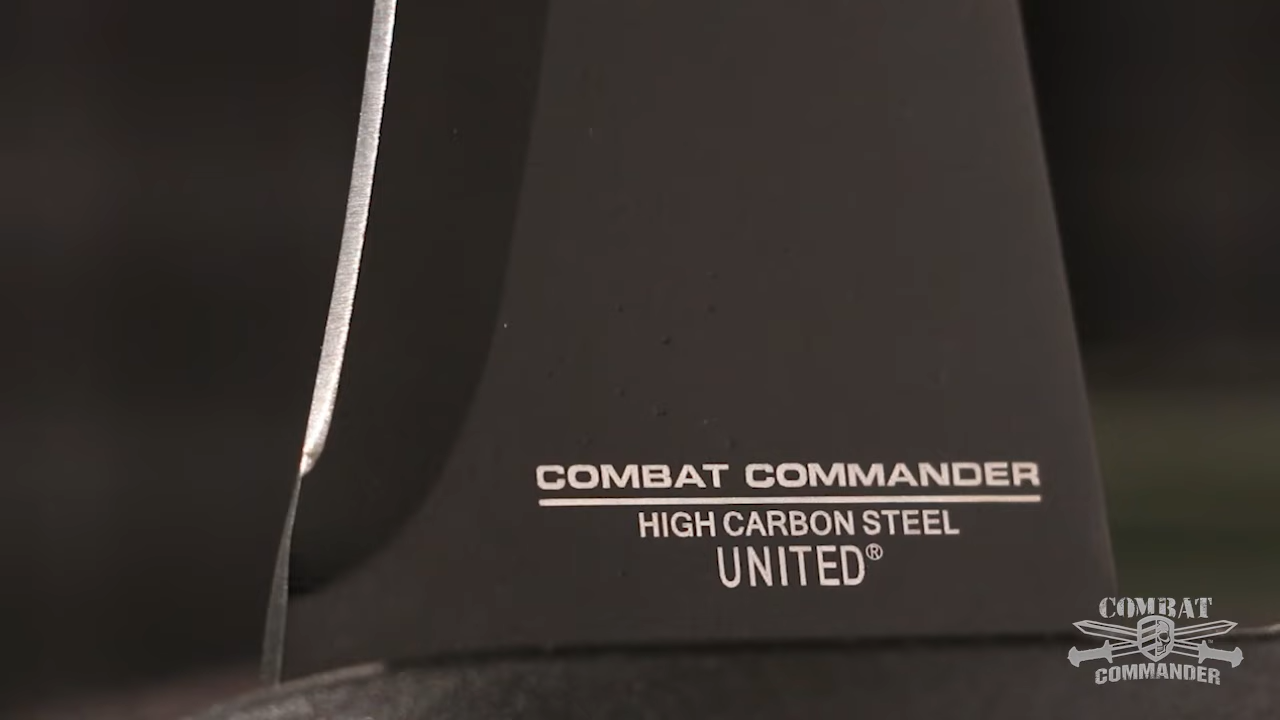 COMBAT COMMANDER
HIGH CARBON STEEL
UNITED®
COMBAT
COMMANDER